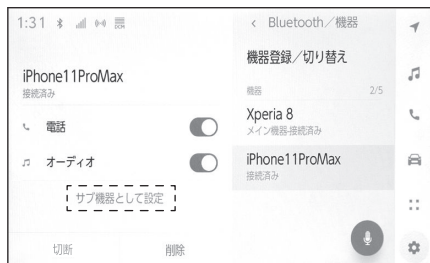 1:31
iPhone11ProMax
接続済み
電話
オーディオ
サブ機器として設定
切断
削除
< Bluetooth／機器
機器登録／切り替え
機器 2/5
Xperia 8
メイン機器-接続済み
iPhone11ProMax
接続済み